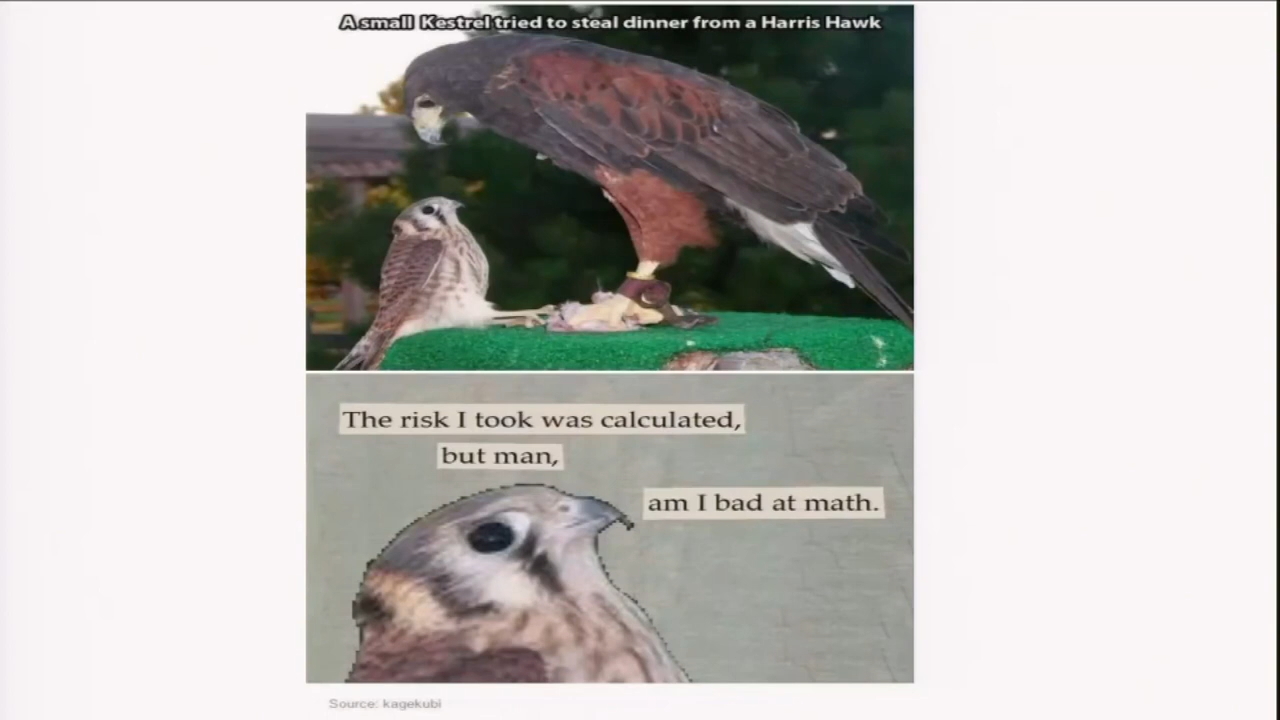 A small Kestrel tried to steal dinner from a Harris Hawk
The risk I took was calculated,
but man,
am I bad at math.
Source: kagekubi